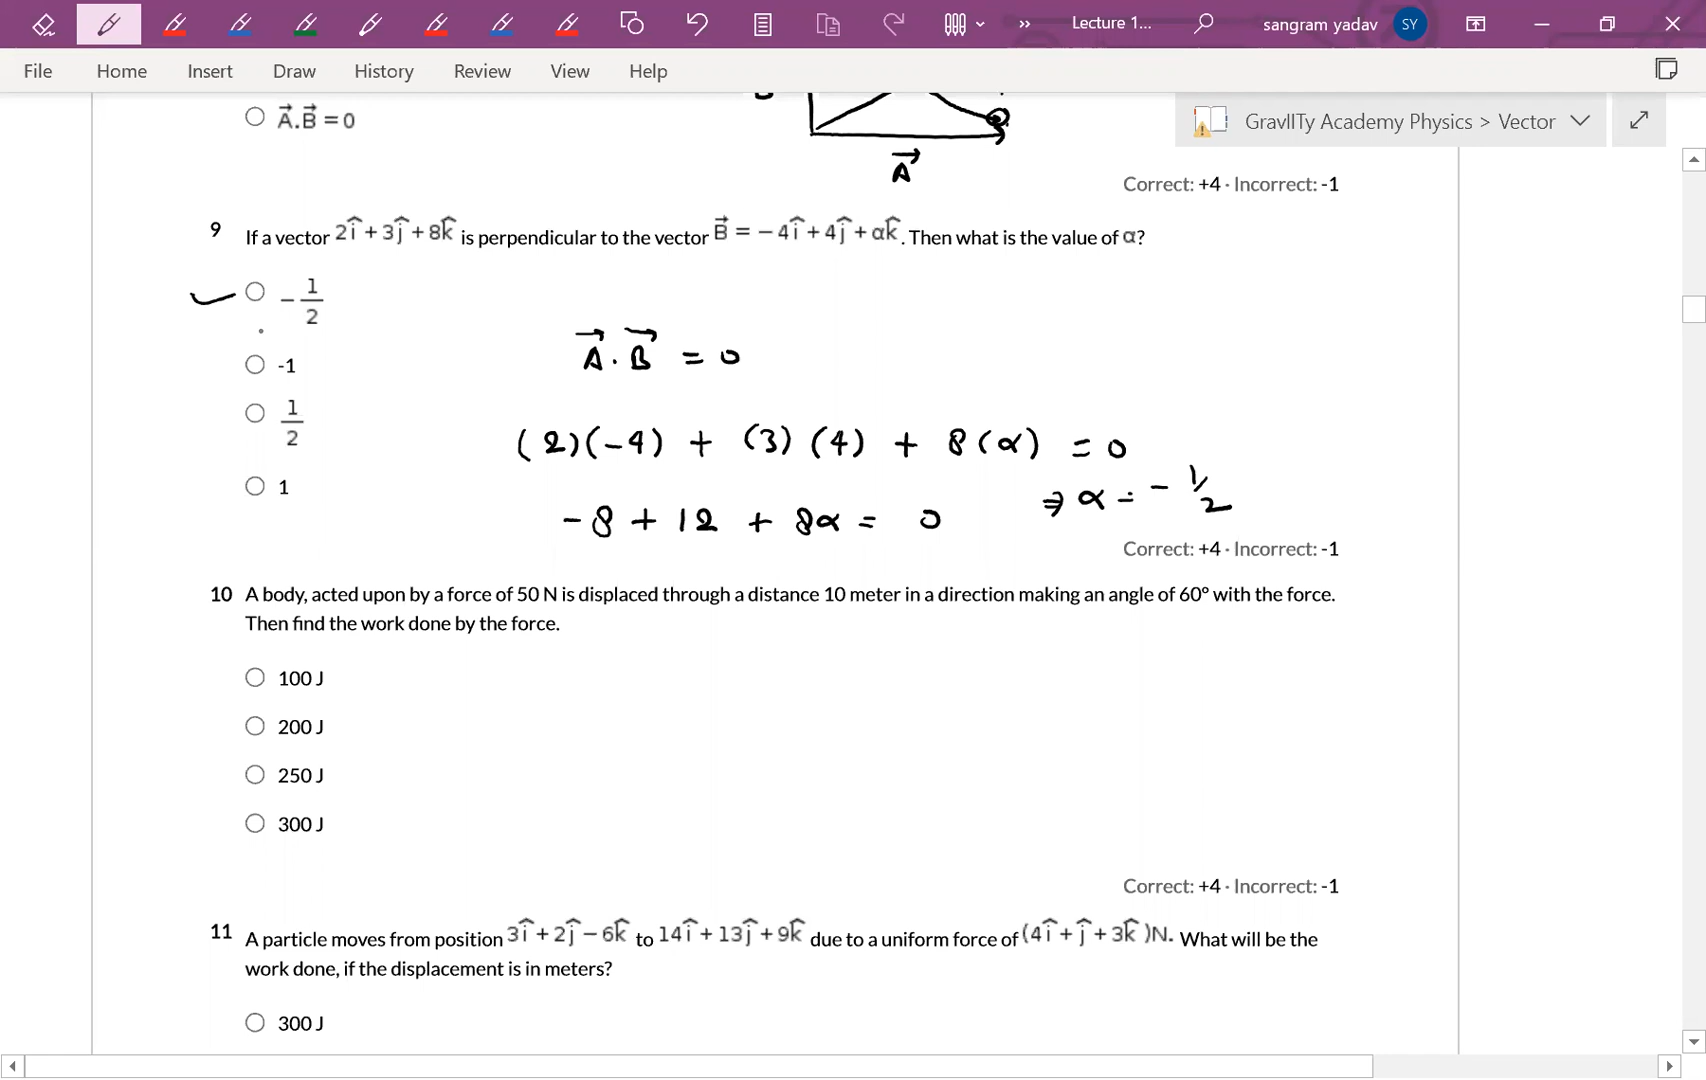 Lecture 1...
sangram yadav
SY
File Home Insert Draw History Review View Help
GravIITy Academy Physics > Vector
A⃗.B⃗ = 0
A⃗
Correct: +4 · Incorrect: -1
9 If a vector 2î + 3ĵ + 8k̂ is perpendicular to the vector B⃗ = − 4î + 4ĵ + αk̂. Then what is the value of α?
− 1/2
-1
1/2
1
A⃗ . B⃗ = 0
(2)(-4) + (3)(4) + 8(α) = 0
⇒ α = - 1/2
-8 + 12 + 8α = 0
Correct: +4 · Incorrect: -1
10 A body, acted upon by a force of 50 N is displaced through a distance 10 meter in a direction making an angle of 60° with the force.
Then find the work done by the force.
100 J
200 J
250 J
300 J
Correct: +4 · Incorrect: -1
11 A particle moves from position 3î + 2ĵ − 6k̂ to 14î + 13ĵ + 9k̂ due to a uniform force of (4î + ĵ + 3k̂ )N. What will be the
work done, if the displacement is in meters?
300 J